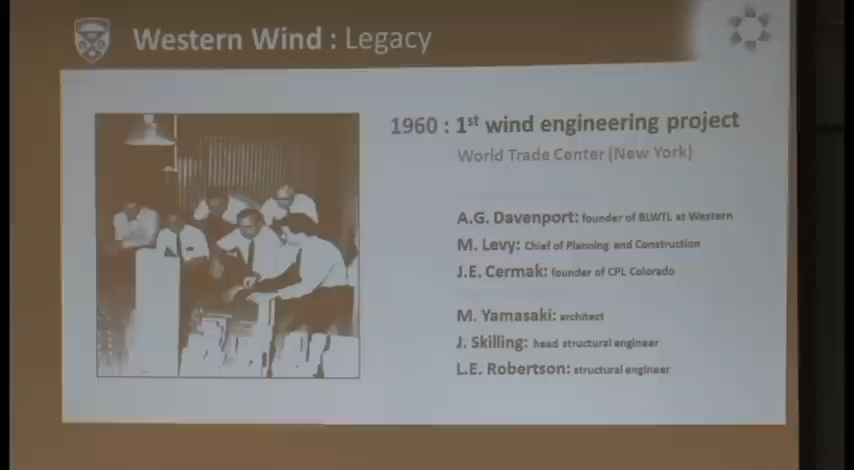 Western Wind : Legacy
1960 : 1st wind engineering project
World Trade Center (New York)
A.G. Davenport: founder of BLWTL at Western
M. Levy: Chief of Planning and Construction
J.E. Cermak: founder of CPL Colorado
M. Yamasaki: architect
J. Skilling: head structural engineer
L.E. Robertson: structural engineer